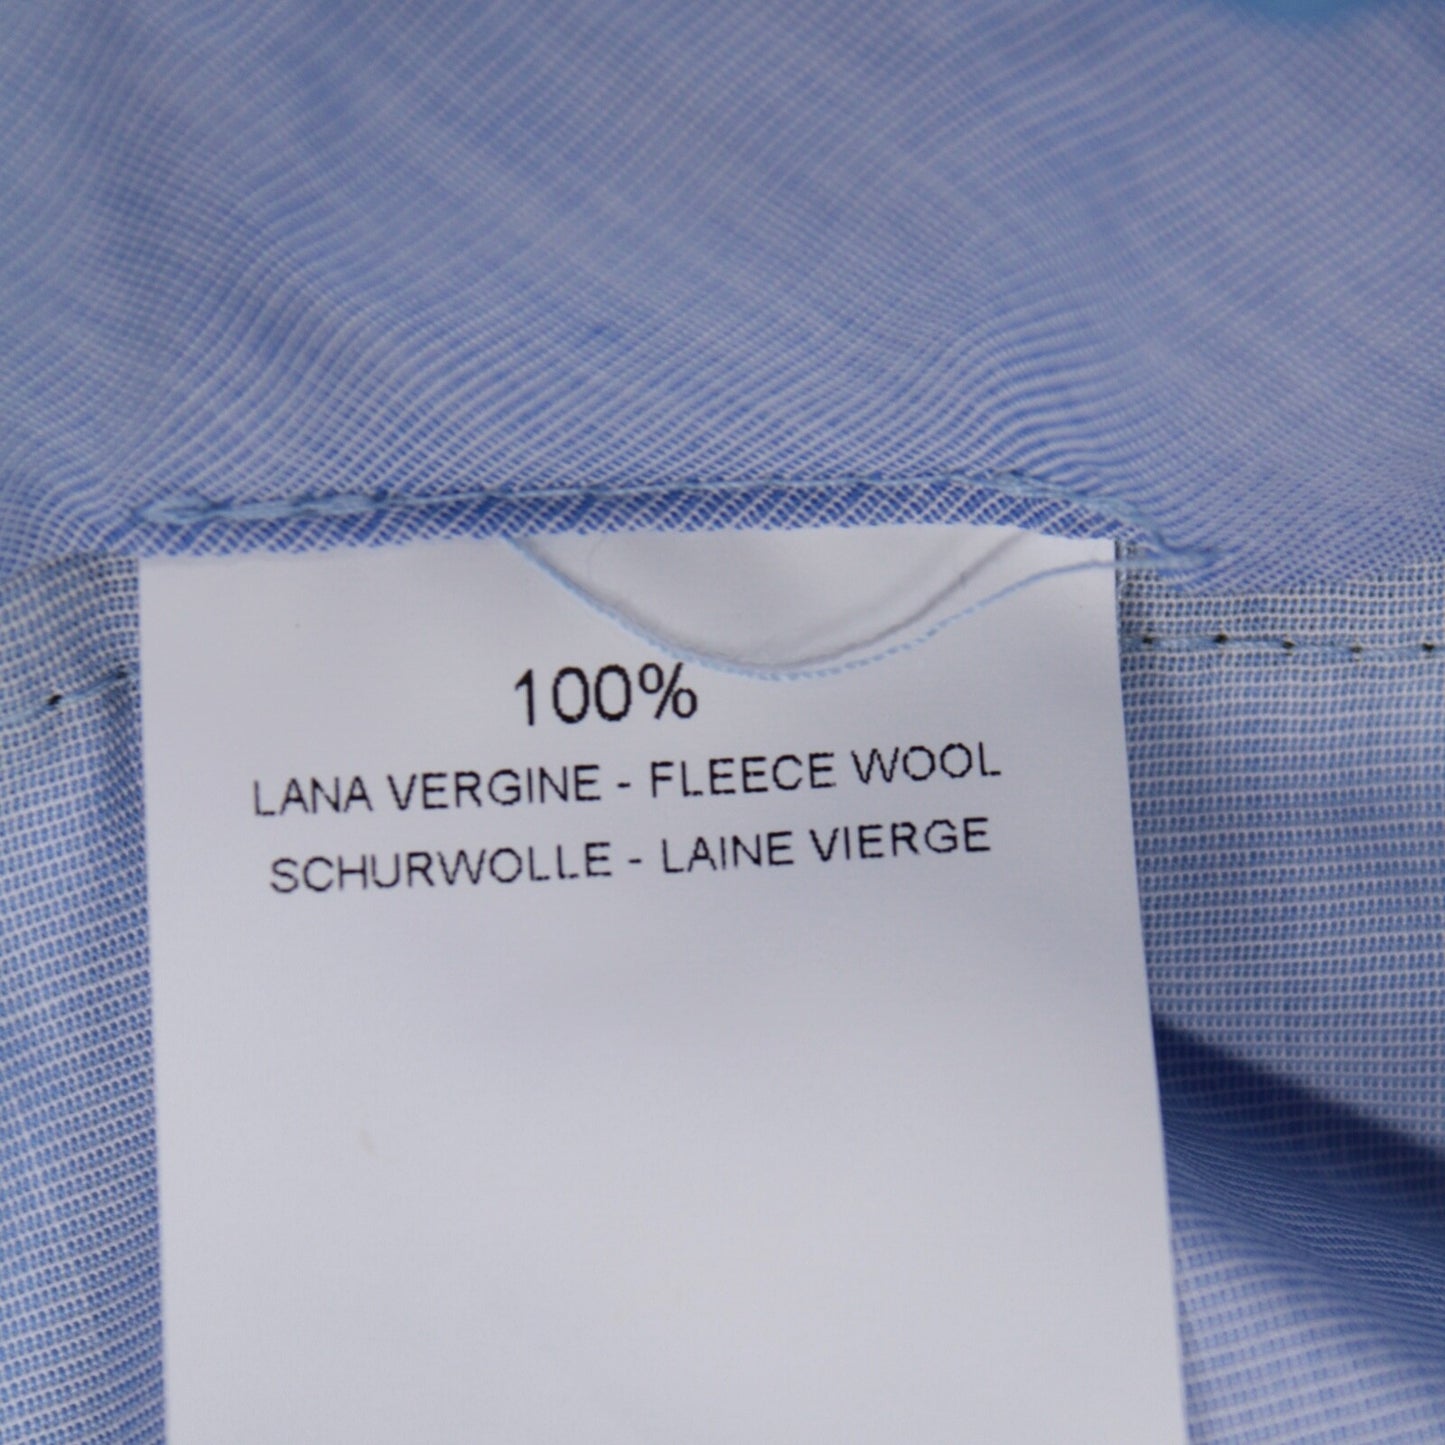 100%
LANA VERGINE - FLEECE WOOL
SCHURWOLLE - LAINE VIERGE